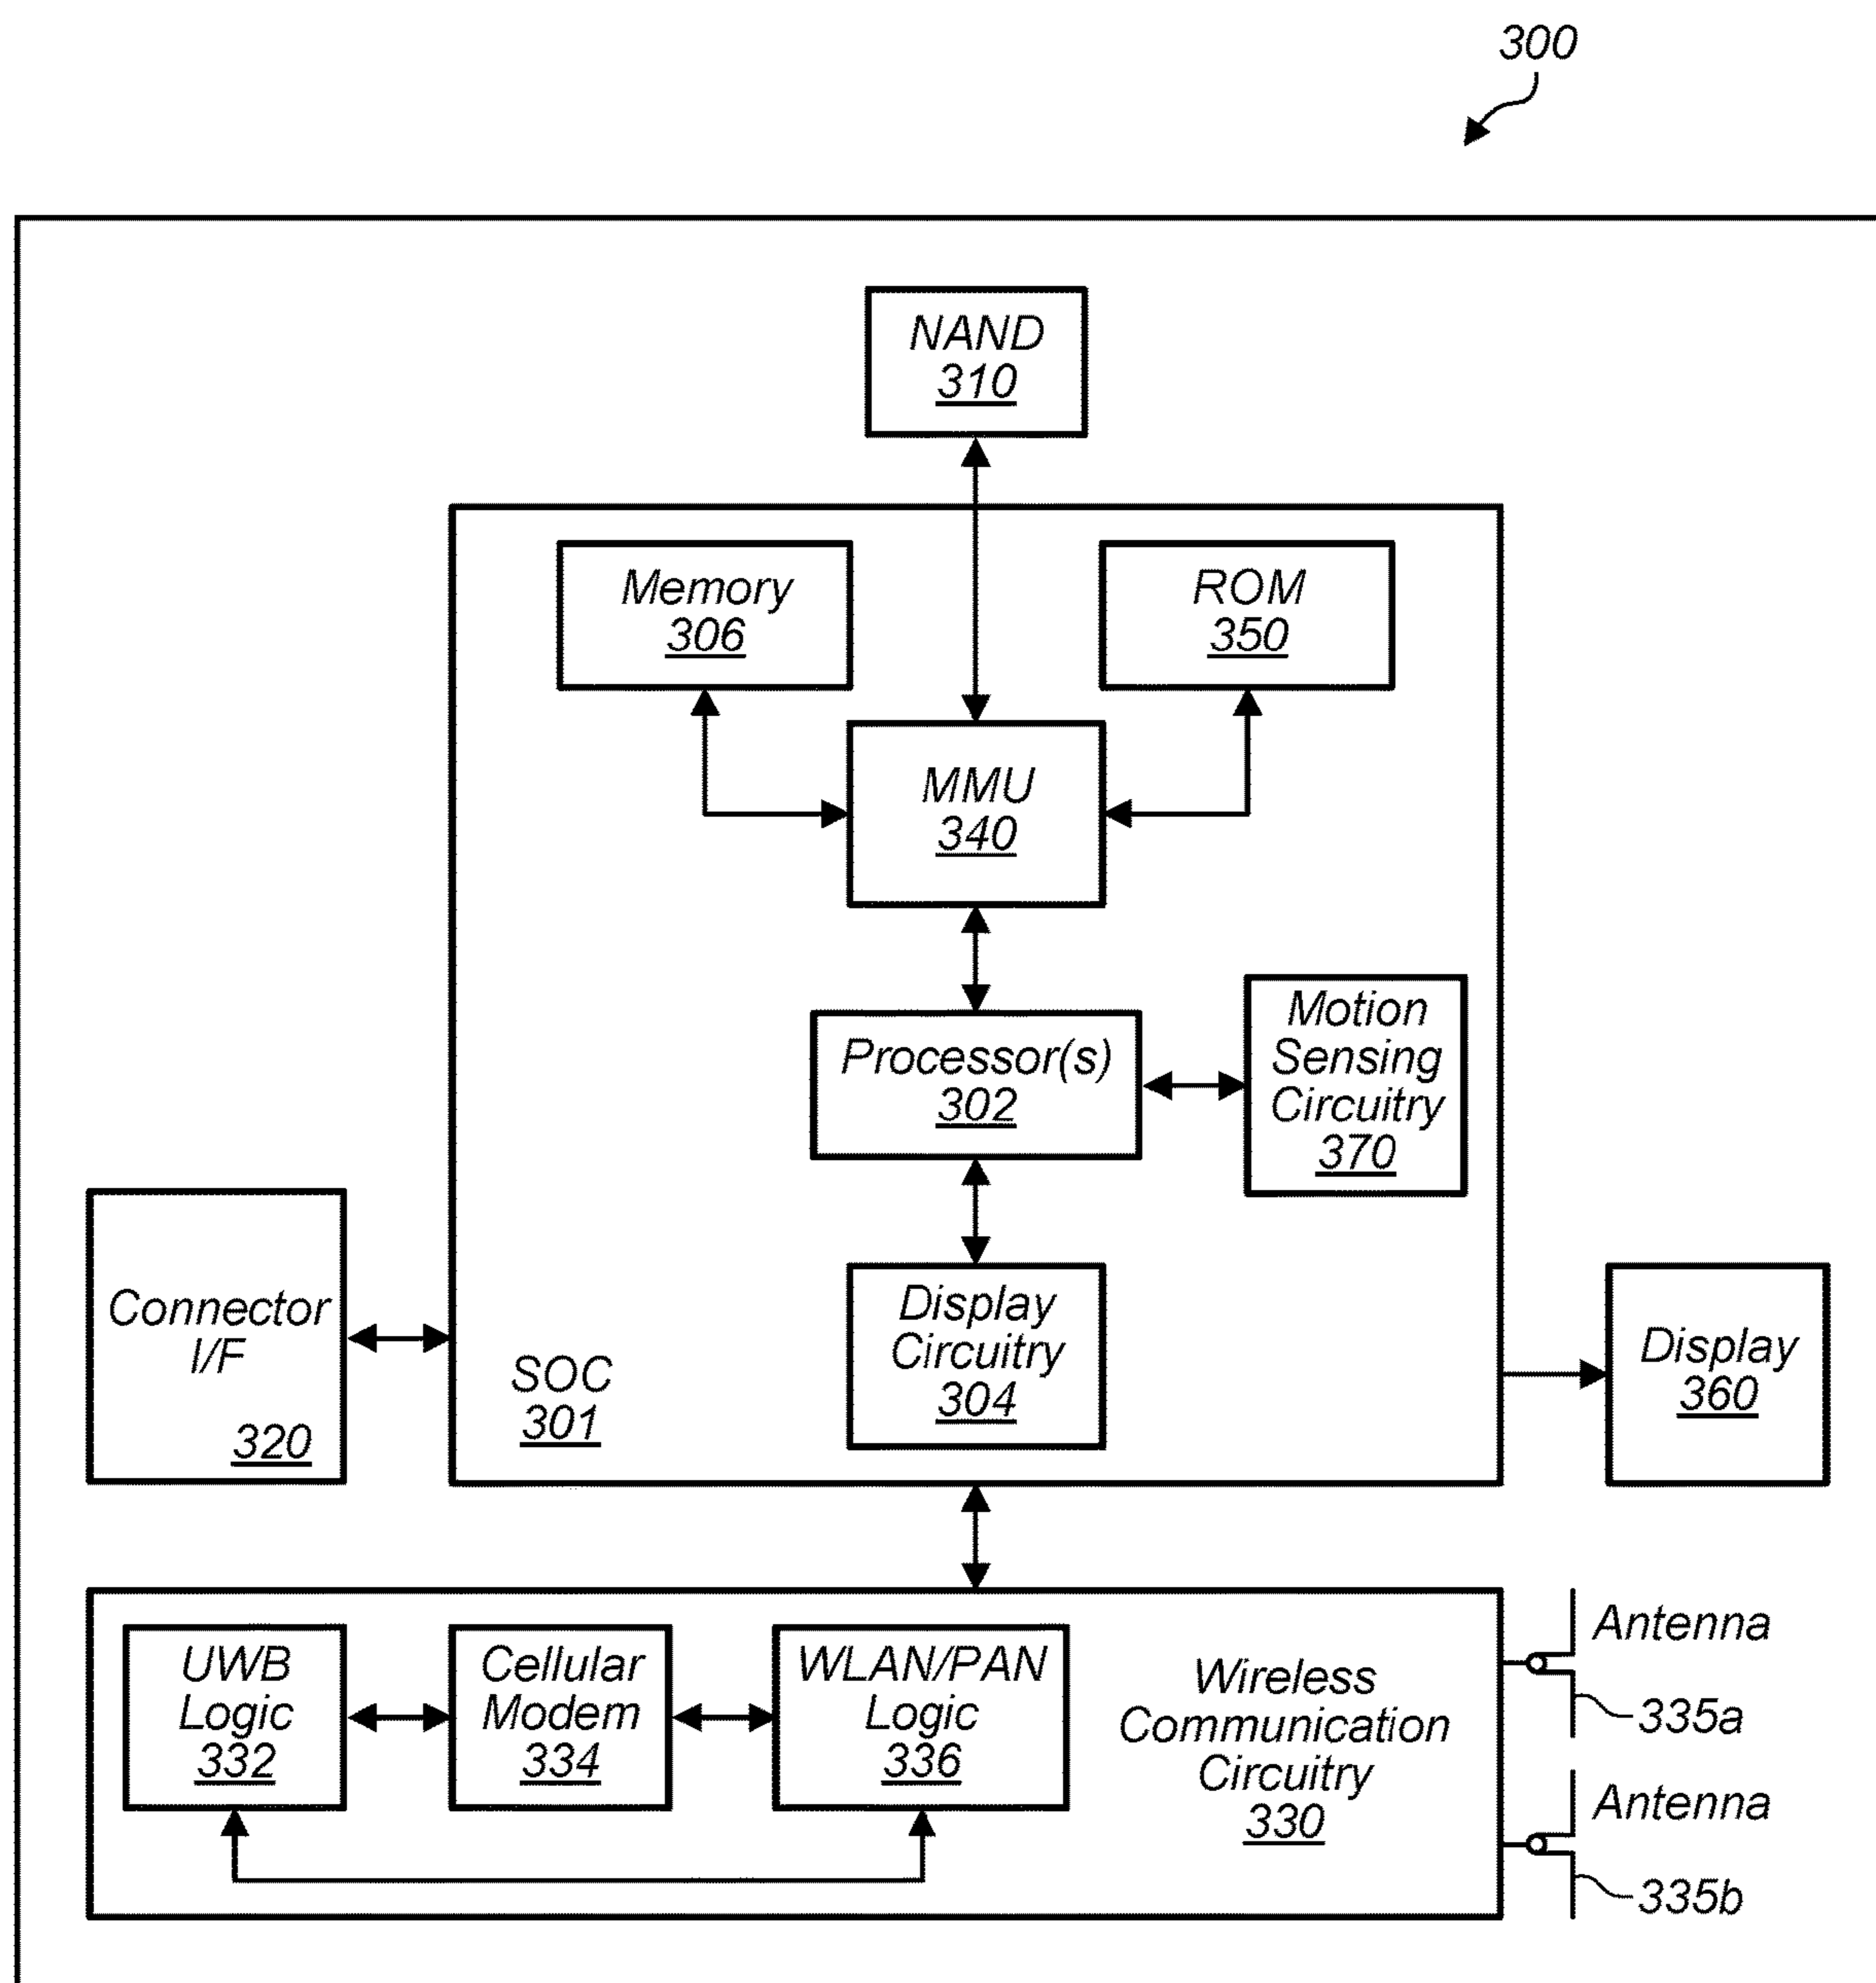 300
NAND
310
Memory
306
ROM
350
MMU
340
Processor(s)
302
Motion
Sensing
Circuitry
370
Connector
I/F
320
SOC
301
Display
Circuitry
304
Display
360
UWB
Logic
332
Cellular
Modem
334
WLAN/PAN
Logic
336
Wireless
Communication
Circuitry
330
Antenna
335a
Antenna
335b